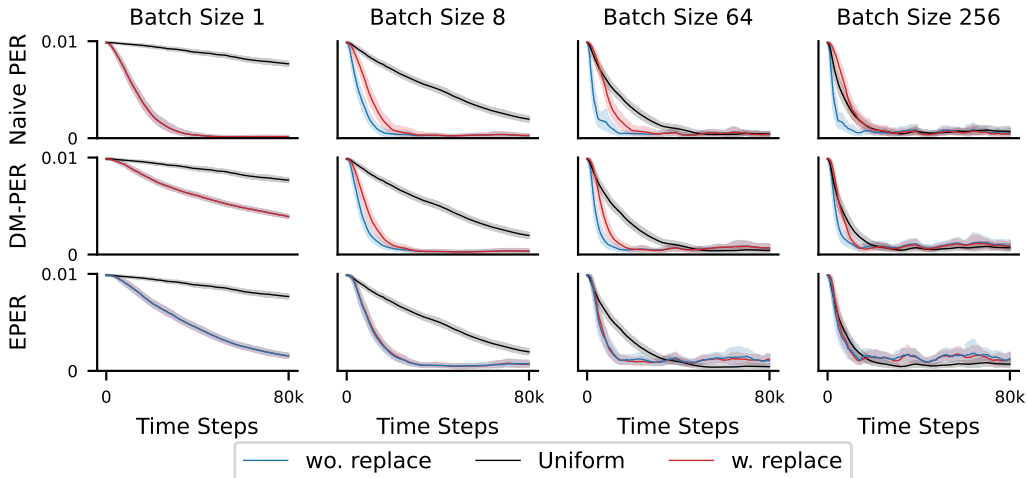 Batch Size 1 Batch Size 8 Batch Size 64 Batch Size 256
Naive PER
0.01
0
DM-PER
0.01
0
EPER
0.01
0
0 80k 0 80k 0 80k 0 80k
Time Steps Time Steps Time Steps Time Steps
wo. replace Uniform w. replace